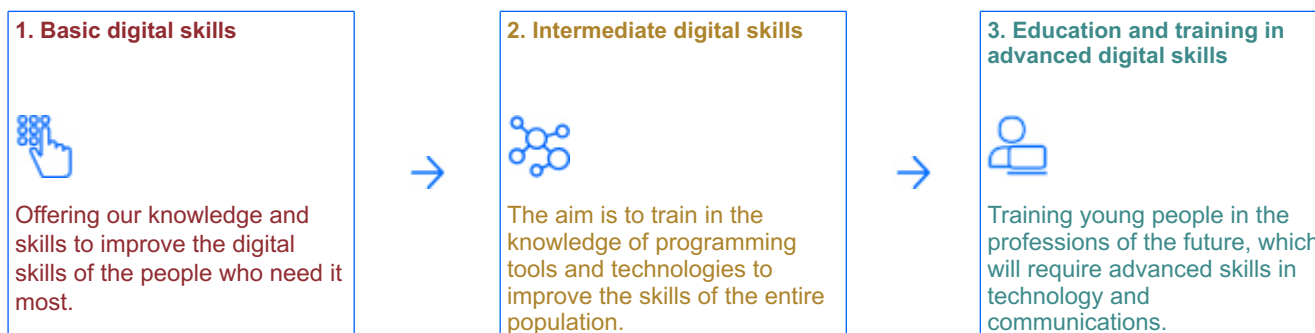 1. Basic digital skills
Offering our knowledge and
skills to improve the digital
skills of the people who need it
most.
2. Intermediate digital skills
The aim is to train in the
knowledge of programming
tools and technologies to
improve the skills of the entire
population.
3. Education and training in
advanced digital skills
Training young people in the
professions of the future, which
will require advanced skills in
technology and
communications.